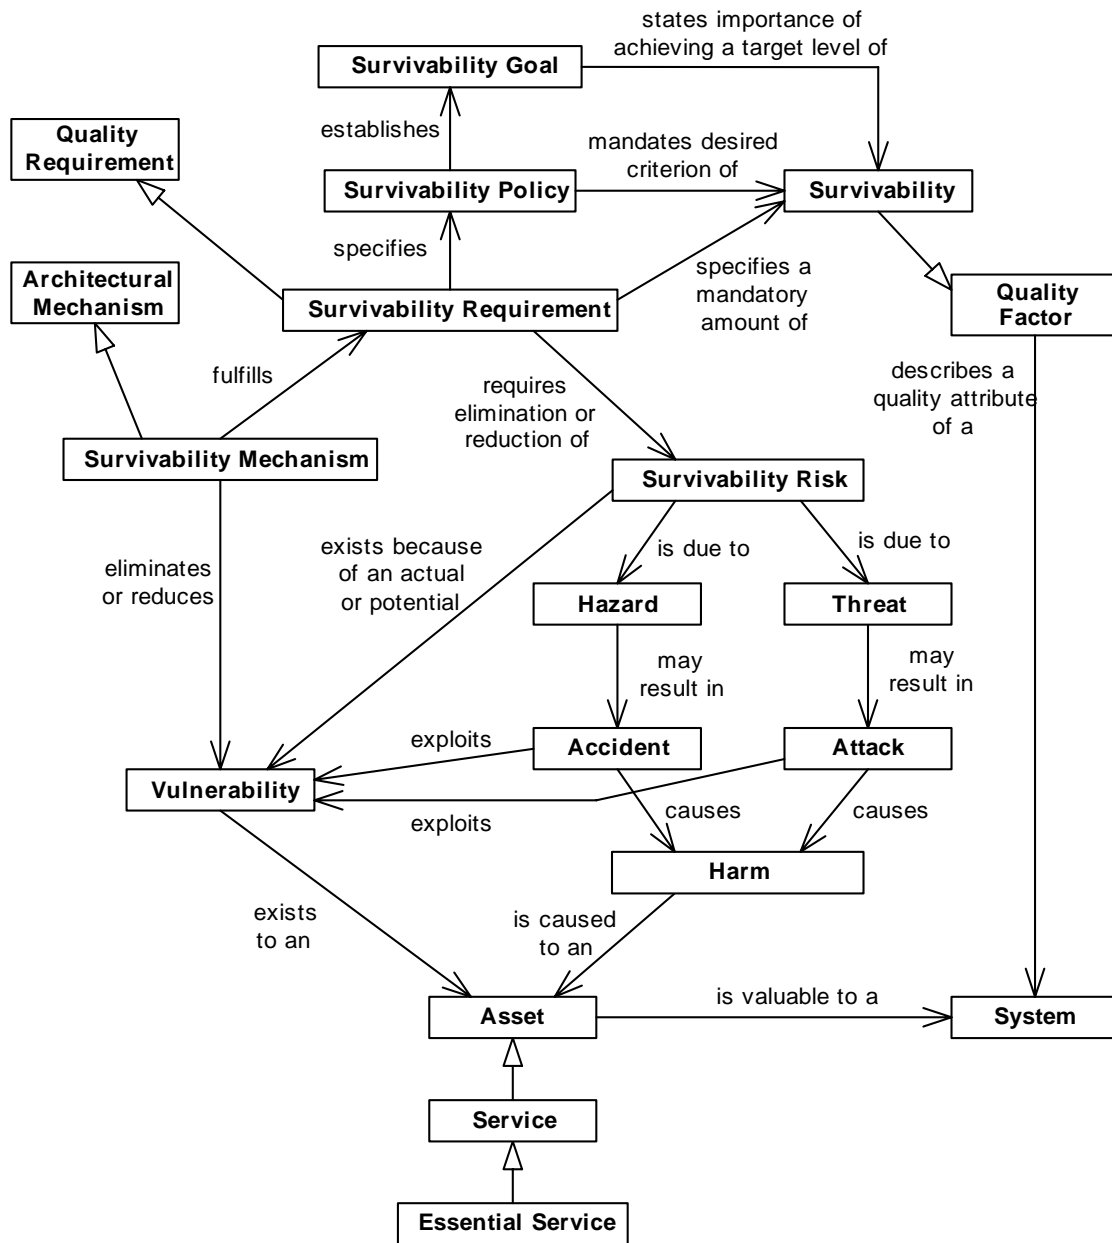 states importance of
achieving a target level of
Survivability Goal
establishes
Quality
Requirement
mandates desired
criterion of
Survivability Policy
Survivability
specifies
Architectural
Mechanism
specifies a
mandatory
amount of
Survivability Requirement
Quality
Factor
fulfills
requires
elimination or
reduction of
describes a
quality attribute
of a
Survivability Mechanism
Survivability Risk
eliminates
or reduces
exists because
of an actual
or potential
is due to
is due to
Hazard
Threat
may
result in
may
result in
exploits
Accident
Attack
Vulnerability
exploits
causes
causes
Harm
exists
to an
is caused
to an
Asset
is valuable to a
System
Service
Essential Service